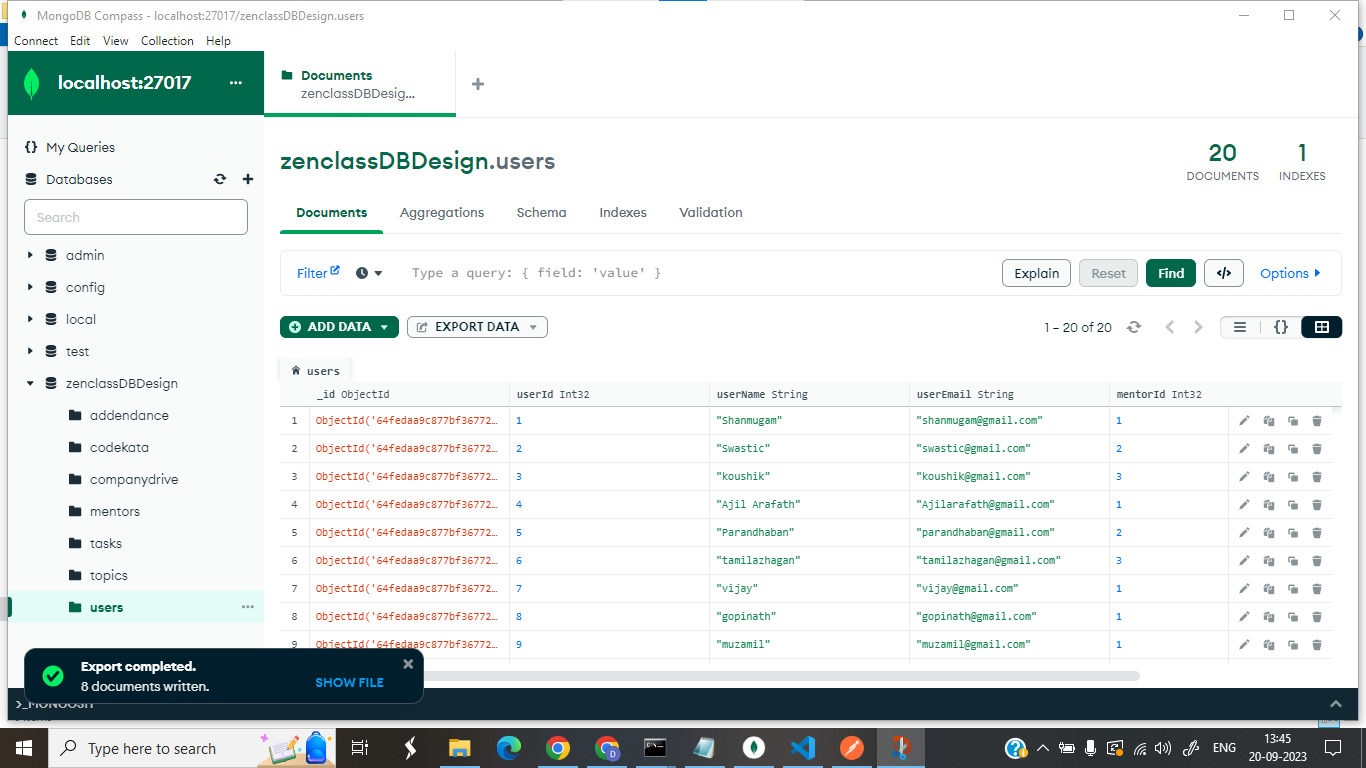 MongoDB Compass - localhost:27017/zenclassDBDesign.users
Connect Edit View Collection Help
localhost:27017 ...
Documents
zenclassDBDesig...
+
{} My Queries
Databases
Search
admin
config
local
test
zenclassDBDesign
addendance
codekata
companydrive
mentors
tasks
topics
users ...
zenclassDBDesign.users
20
DOCUMENTS
1
INDEXES
Documents Aggregations Schema Indexes Validation
Filter Type a query: { field: 'value' } Explain Reset Find </> Options
ADD DATA EXPORT DATA 1 – 20 of 20 {}
users
_id ObjectId userId Int32 userName String userEmail String mentorId Int32
1 ObjectId('64fedaa9c877bf36772… 1 "Shanmugam" "shanmugam@gmail.com" 1
2 ObjectId('64fedaa9c877bf36772… 2 "Swastic" "swastic@gmail.com" 2
3 ObjectId('64fedaa9c877bf36772… 3 "koushik" "koushik@gmail.com" 3
4 ObjectId('64fedaa9c877bf36772… 4 "Ajil Arafath" "Ajilarafath@gmail.com" 1
5 ObjectId('64fedaa9c877bf36772… 5 "Parandhaban" "parandhaban@gmail.com" 2
6 ObjectId('64fedaa9c877bf36772… 6 "tamilazhagan" "tamilazhagan@gmail.com" 3
7 ObjectId('64fedaa9c877bf36772… 7 "vijay" "vijay@gmail.com" 1
8 ObjectId('64fedaa9c877bf36772… 8 "gopinath" "gopinath@gmail.com" 1
9 ObjectId('64fedaa9c877bf36772… 9 "muzamil" "muzamil@gmail.com" 1
Export completed.
8 documents written.
SHOW FILE
>_MONGOSH
Type here to search
ENG
13:45
20-09-2023